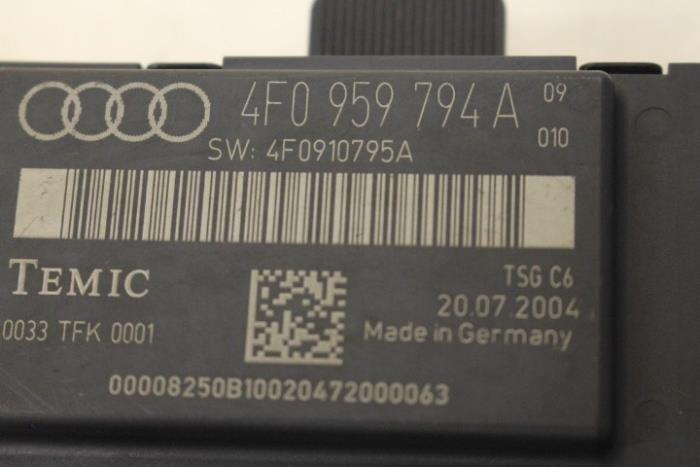 4F0 959 794 A 09
010
SW: 4F0910795A
TEMIC
TSG C6
20.07.2004
0033 TFK 0001
Made in Germany
00008250B10020472000063